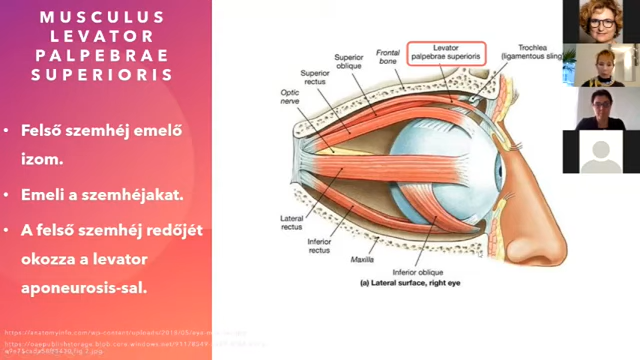 MUSCULUS
LEVATOR
PALPEBRAE
SUPERIORIS
• Felső szemhéj emelő
izom.
• Emeli a szemhéjakat.
• A felső szemhéj redőjét
okozza a levator
aponeurosis-sal.
Levator
palpebrae superioris
Trochlea
(ligamentous sling)
Frontal
bone
Superior
oblique
Superior
rectus
Optic
nerve
Lateral
rectus
Inferior
rectus
Maxilla
Inferior oblique
(a) Lateral surface, right eye